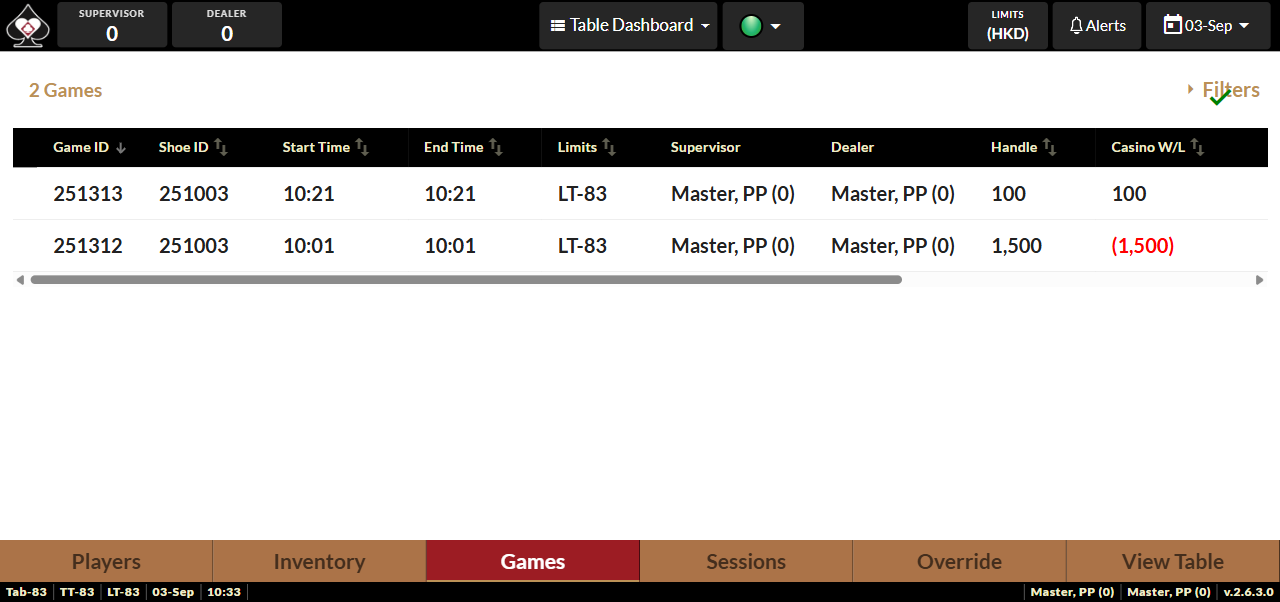 SUPERVISOR
0
DEALER
0
Table Dashboard
LIMITS
(HKD)
Alerts
03-Sep
2 Games
Filters
Game ID Shoe ID Start Time End Time Limits Supervisor Dealer Handle Casino W/L
251313 251003 10:21 10:21 LT-83 Master, PP (0) Master, PP (0) 100 100
251312 251003 10:01 10:01 LT-83 Master, PP (0) Master, PP (0) 1,500 (1,500)
Players Inventory Games Sessions Override View Table
Tab-83 TT-83 LT-83 03-Sep 10:33 Master, PP (0) Master, PP (0) v.2.6.3.0